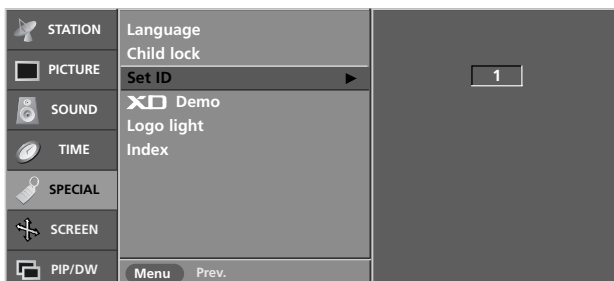 STATION
PICTURE
SOUND
TIME
SPECIAL
SCREEN
PIP/DW
Language
Child lock
Set ID ►
XD Demo
Logo light
Index
Menu Prev.
1